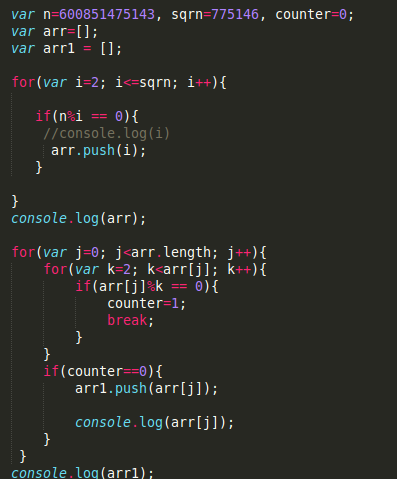 var n=600851475143, sqrn=775146, counter=0;
var arr=[];
var arr1 = [];
for(var i=2; i<=sqrn; i++){
if(n%i == 0){
//console.log(i)
arr.push(i);
}
}
console.log(arr);
for(var j=0; j<arr.length; j++){
for(var k=2; k<arr[j]; k++){
if(arr[j]%k == 0){
counter=1;
break;
}
}
if(counter==0){
arr1.push(arr[j]);
console.log(arr[j]);
}
}
console.log(arr1);